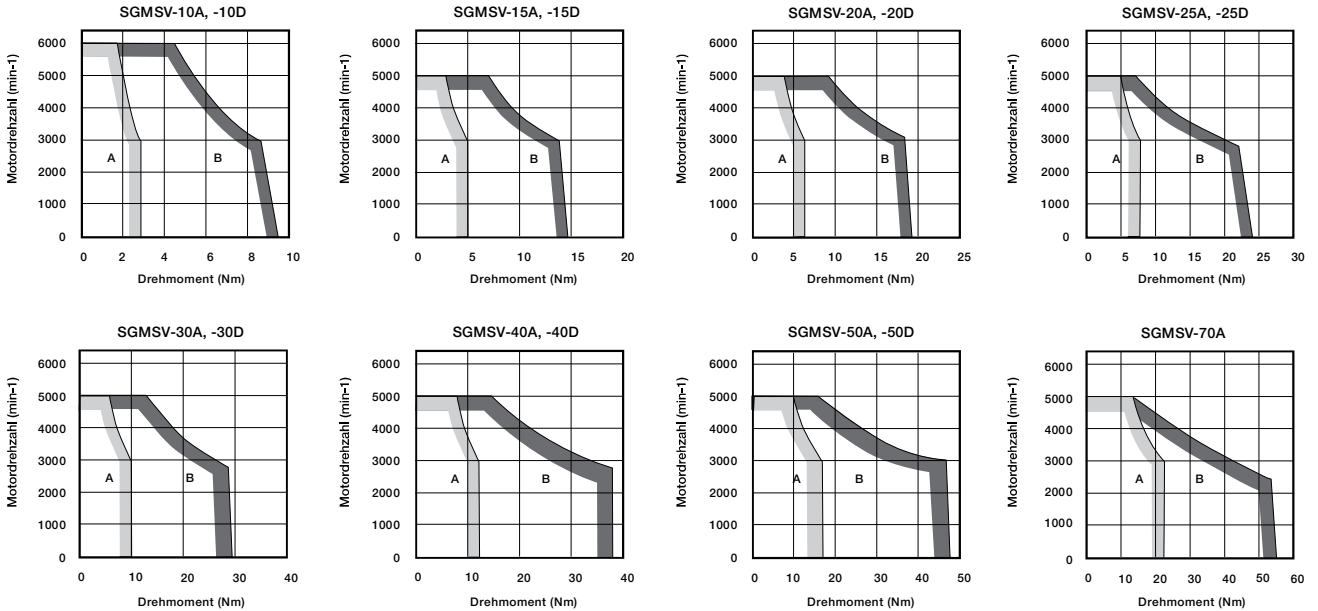 SGMSV-10A, -10D
Motordrehzahl (min-1)
6000
5000
4000
3000
2000
1000
0
A
B
0 2 4 6 8 10
Drehmoment (Nm)
SGMSV-15A, -15D
Motordrehzahl (min-1)
6000
5000
4000
3000
2000
1000
0
A
B
0 5 10 15 20
Drehmoment (Nm)
SGMSV-20A, -20D
Motordrehzahl (min-1)
6000
5000
4000
3000
2000
1000
0
A
B
0 5 10 15 20 25
Drehmoment (Nm)
SGMSV-25A, -25D
Motordrehzahl (min-1)
6000
5000
4000
3000
2000
1000
0
A
B
0 5 10 15 20 25 30
Drehmoment (Nm)
SGMSV-30A, -30D
Motordrehzahl (min-1)
6000
5000
4000
3000
2000
1000
0
A
B
0 10 20 30 40
Drehmoment (Nm)
SGMSV-40A, -40D
Motordrehzahl (min-1)
6000
5000
4000
3000
2000
1000
0
A
B
0 10 20 30 40
Drehmoment (Nm)
SGMSV-50A, -50D
Motordrehzahl (min-1)
6000
5000
4000
3000
2000
1000
0
A
B
0 10 20 30 40 50
Drehmoment (Nm)
SGMSV-70A
Motordrehzahl (min-1)
6000
5000
4000
3000
2000
1000
0
A
B
0 10 20 30 40 50 60
Drehmoment (Nm)